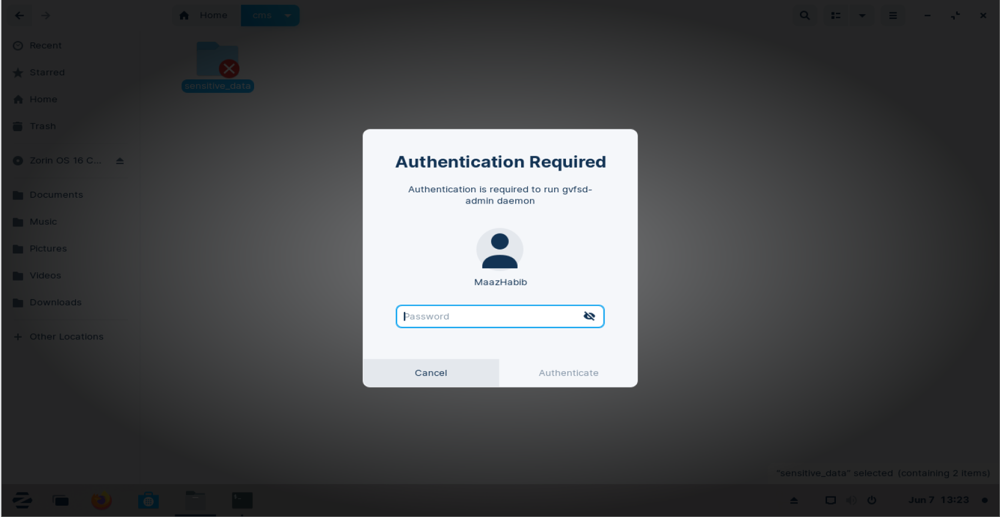 Home
cms
Recent
Starred
Home
Trash
Zorin OS 16 C...
Documents
Music
Pictures
Videos
Downloads
Other Locations
sensitive_data
Authentication Required
Authentication is required to run gvfsd-
admin daemon
MaazHabib
Password
Cancel
Authenticate
"sensitive_data" selected (containing 2 items)
$_
Jun 7 13:23